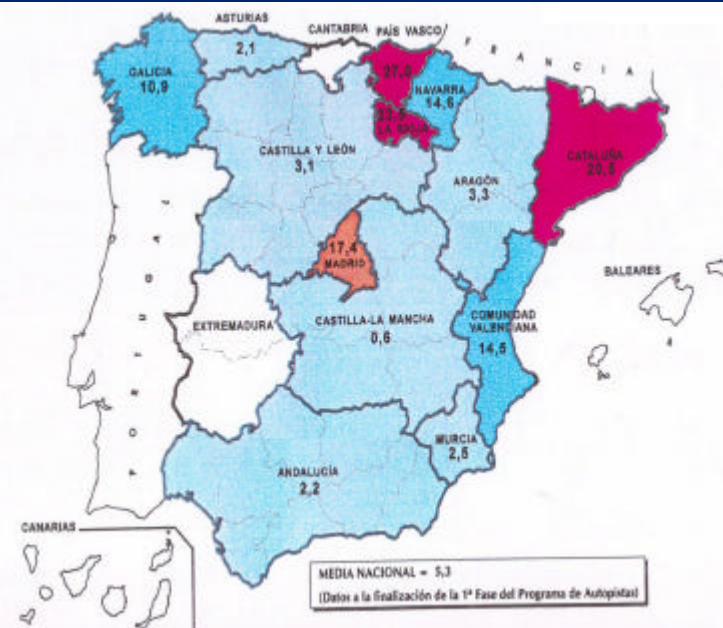 ASTURIAS
2,1
CANTABRIA
PAÍS VASCO
FRANCIA
GALICIA
10,9
NAVARRA
14,6
LA RIOJA
CASTILLA Y LEÓN
3,1
ARAGÓN
3,3
CATALUÑA
20,5
PORTUGAL
17,4
MADRID
BALEARES
EXTREMADURA
CASTILLA-LA MANCHA
0,6
COMUNIDAD
VALENCIANA
14,5
MURCIA
2,5
ANDALUCÍA
2,2
CANARIAS
MEDIA NACIONAL = 5,3
(Datos a la finalización de la 1ª Fase del Programa de Autopistas)